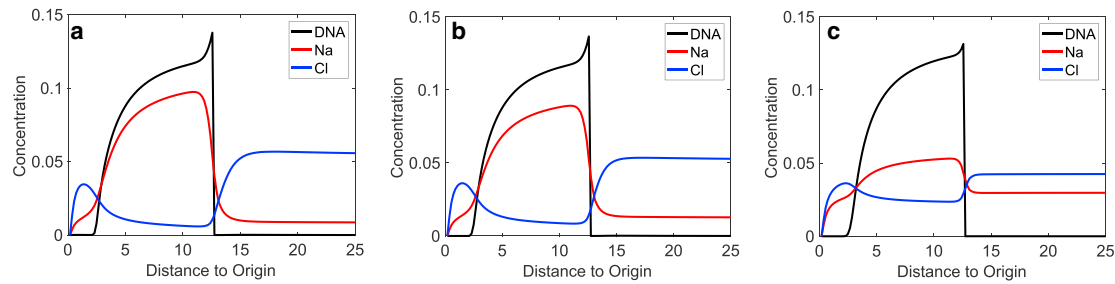 a
0.15
0.1
0.05
0
Concentration
0 5 10 15 20 25
Distance to Origin
DNA
Na
Cl
b
0.15
0.1
0.05
0
Concentration
0 5 10 15 20 25
Distance to Origin
DNA
Na
Cl
c
0.15
0.1
0.05
0
Concentration
0 5 10 15 20 25
Distance to Origin
DNA
Na
Cl